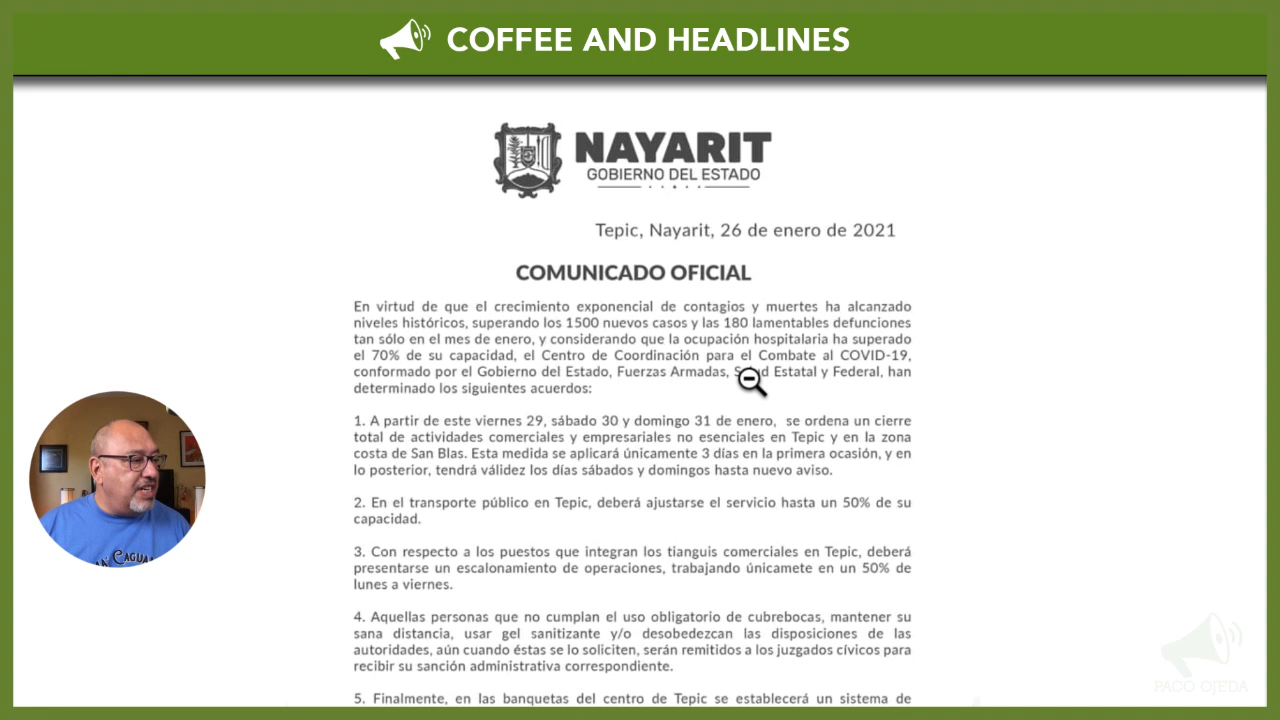 COFFEE AND HEADLINES
NAYARIT
GOBIERNO DEL ESTADO
Tepic, Nayarit, 26 de enero de 2021
COMUNICADO OFICIAL
En virtud de que el crecimiento exponencial de contagios y muertes ha alcanzado
niveles históricos, superando los 1500 nuevos casos y las 180 lamentables defunciones
tan sólo en el mes de enero, y considerando que la ocupación hospitalaria ha superado
el 70% de su capacidad, el Centro de Coordinación para el Combate al COVID-19,
conformado por el Gobierno del Estado, Fuerzas Armadas, Salud Estatal y Federal, han
determinado los siguientes acuerdos:
1. A partir de este viernes 29, sábado 30 y domingo 31 de enero, se ordena un cierre
total de actividades comerciales y empresariales no esenciales en Tepic y en la zona
costa de San Blas. Esta medida se aplicará únicamente 3 días en la primera ocasión, y en
lo posterior, tendrá válidez los días sábados y domingos hasta nuevo aviso.
2. En el transporte público en Tepic, deberá ajustarse el servicio hasta un 50% de su
capacidad.
3. Con respecto a los puestos que integran los tianguis comerciales en Tepic, deberá
presentarse un escalonamiento de operaciones, trabajando únicamete en un 50% de
lunes a viernes.
4. Aquellas personas que no cumplan el uso obligatorio de cubrebocas, mantener su
sana distancia, usar gel sanitizante y/o desobedezcan las disposiciones de las
autoridades, aún cuando éstas se lo soliciten, serán remitidos a los juzgados cívicos para
recibir su sanción administrativa correspondiente.
5. Finalmente, en las banquetas del centro de Tepic se establecerá un sistema de
PACO OJEDA